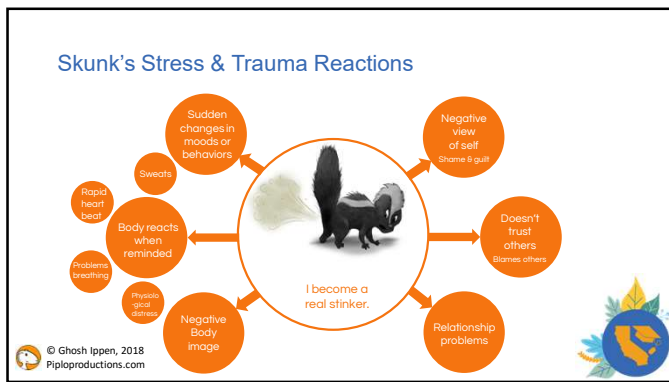 Skunk's Stress & Trauma Reactions
Sudden
changes in
moods or
behaviors
Sweats
Rapid
heart
beat
Body reacts
when
reminded
Problems
breathing
Physiolo
-gical
distress
Negative
Body
image
I become a
real stinker.
Negative
view
of self
Shame & guilt
Doesn't
trust
others
Blames others
Relationship
problems
© Ghosh Ippen, 2018
Piploproductions.com